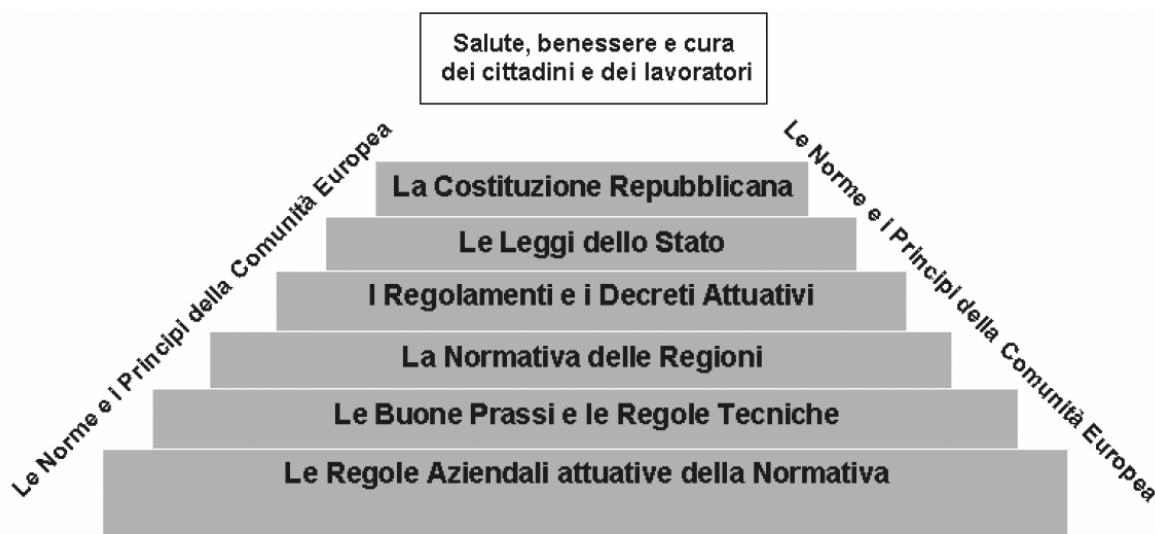 Salute, benessere e cura
dei cittadini e dei lavoratori
Le Norme e i Principi della Comunità Europea
Le Norme e i Principi della Comunità Europea
La Costituzione Repubblicana
Le Leggi dello Stato
I Regolamenti e i Decreti Attuativi
La Normativa delle Regioni
Le Buone Prassi e le Regole Tecniche
Le Regole Aziendali attuative della Normativa